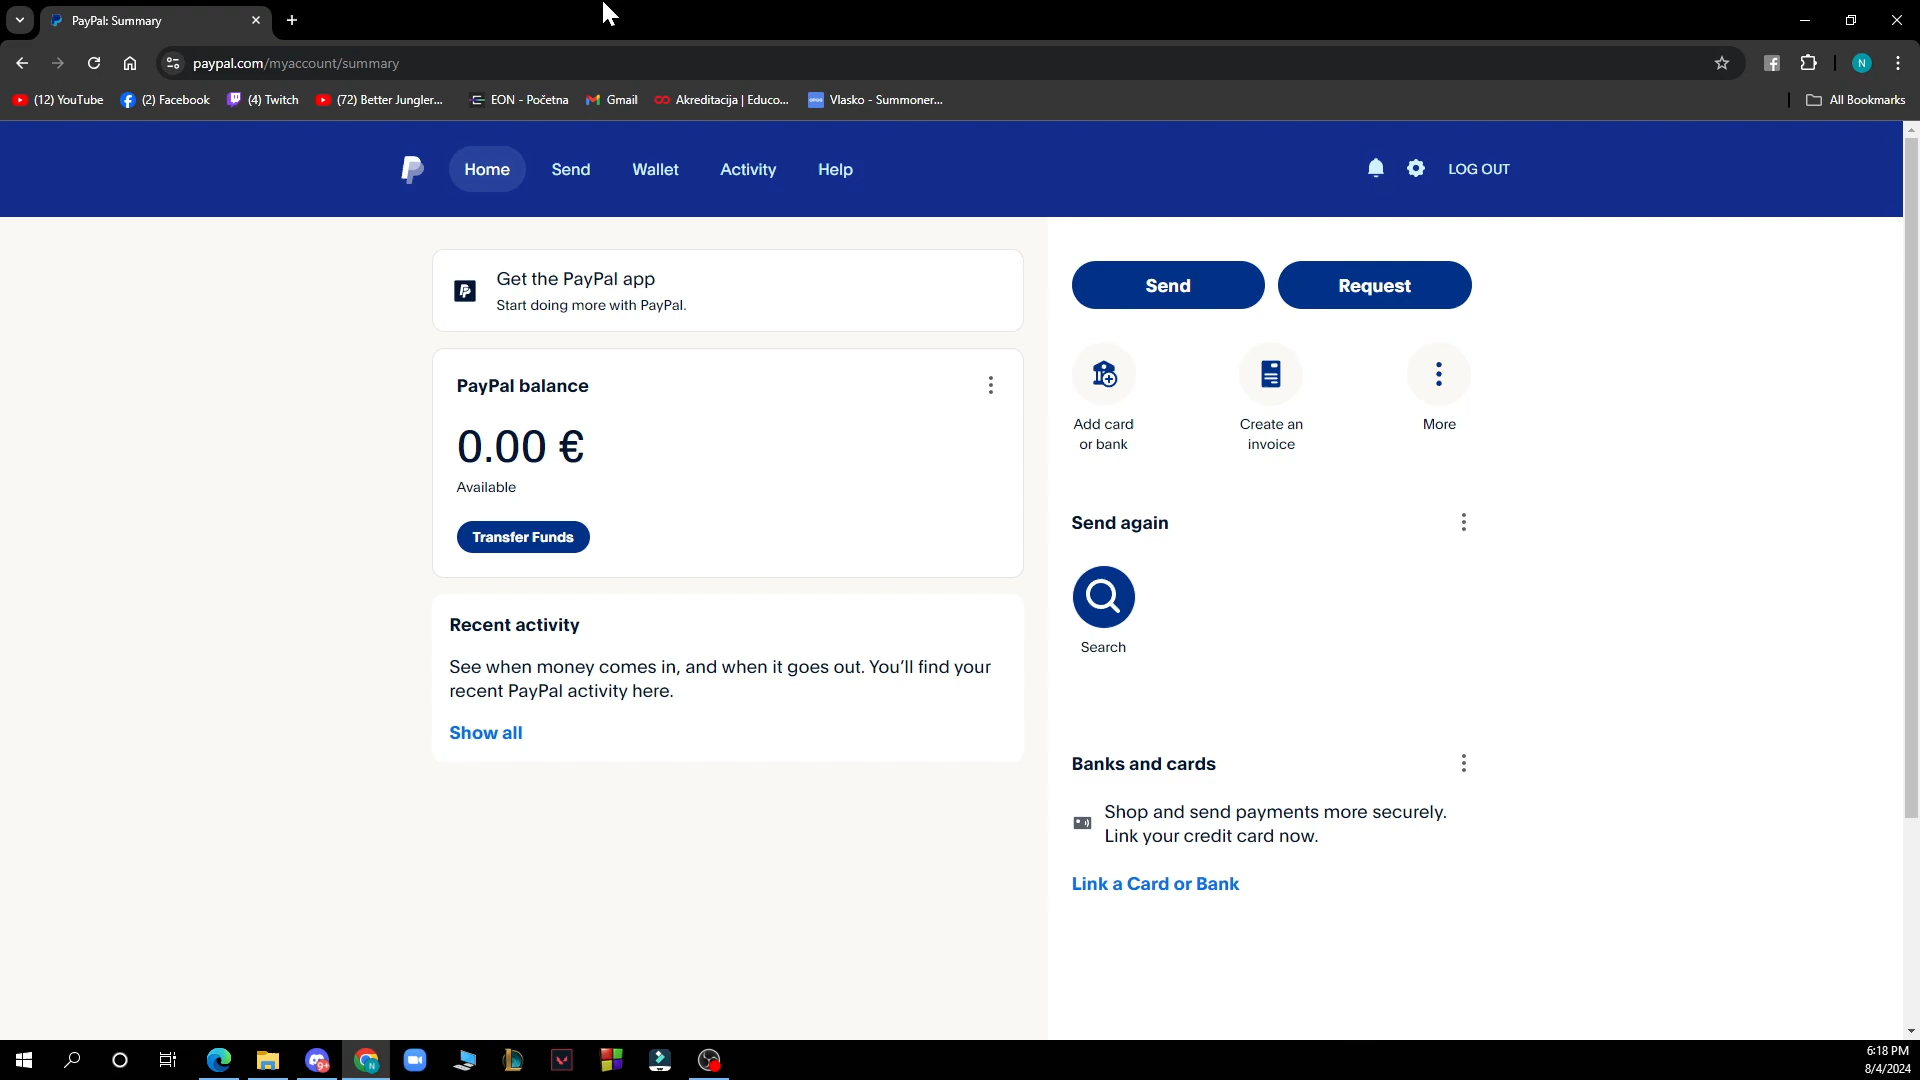 PayPal: Summary
paypal.com/myaccount/summary
N
(12) YouTube
(2) Facebook
(4) Twitch
(72) Better Jungler...
EON - Početna
Gmail
Akreditacija | Educo...
Vlasko - Summoner...
All Bookmarks
Home
Send
Wallet
Activity
Help
LOG OUT
Get the PayPal app
Start doing more with PayPal.
PayPal balance
0.00 €
Available
Transfer Funds
Recent activity
See when money comes in, and when it goes out. You'll find your
recent PayPal activity here.
Show all
Send
Request
Add card
or bank
Create an
invoice
More
Send again
Search
Banks and cards
Shop and send payments more securely.
Link your credit card now.
Link a Card or Bank
9+
N
6:18 PM
8/4/2024